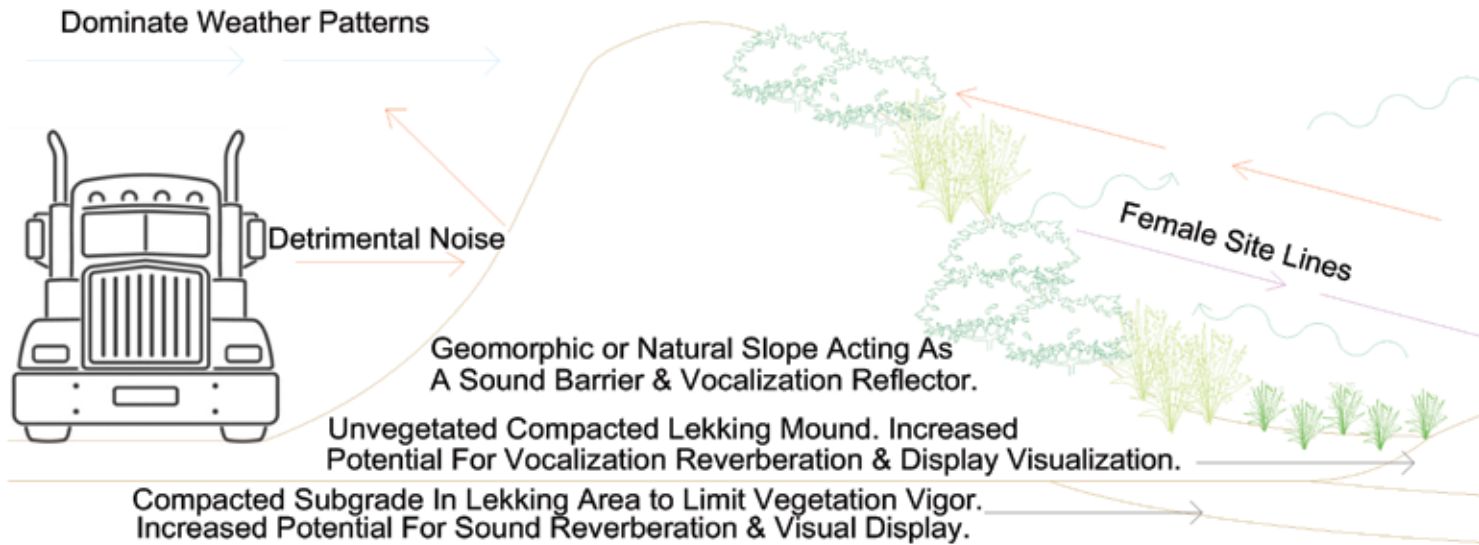 Dominate Weather Patterns
Detrimental Noise
Female Site Lines
Geomorphic or Natural Slope Acting As
A Sound Barrier & Vocalization Reflector.
Unvegetated Compacted Lekking Mound. Increased
Potential For Vocalization Reverberation & Display Visualization.
Compacted Subgrade In Lekking Area to Limit Vegetation Vigor.
Increased Potential For Sound Reverberation & Visual Display.